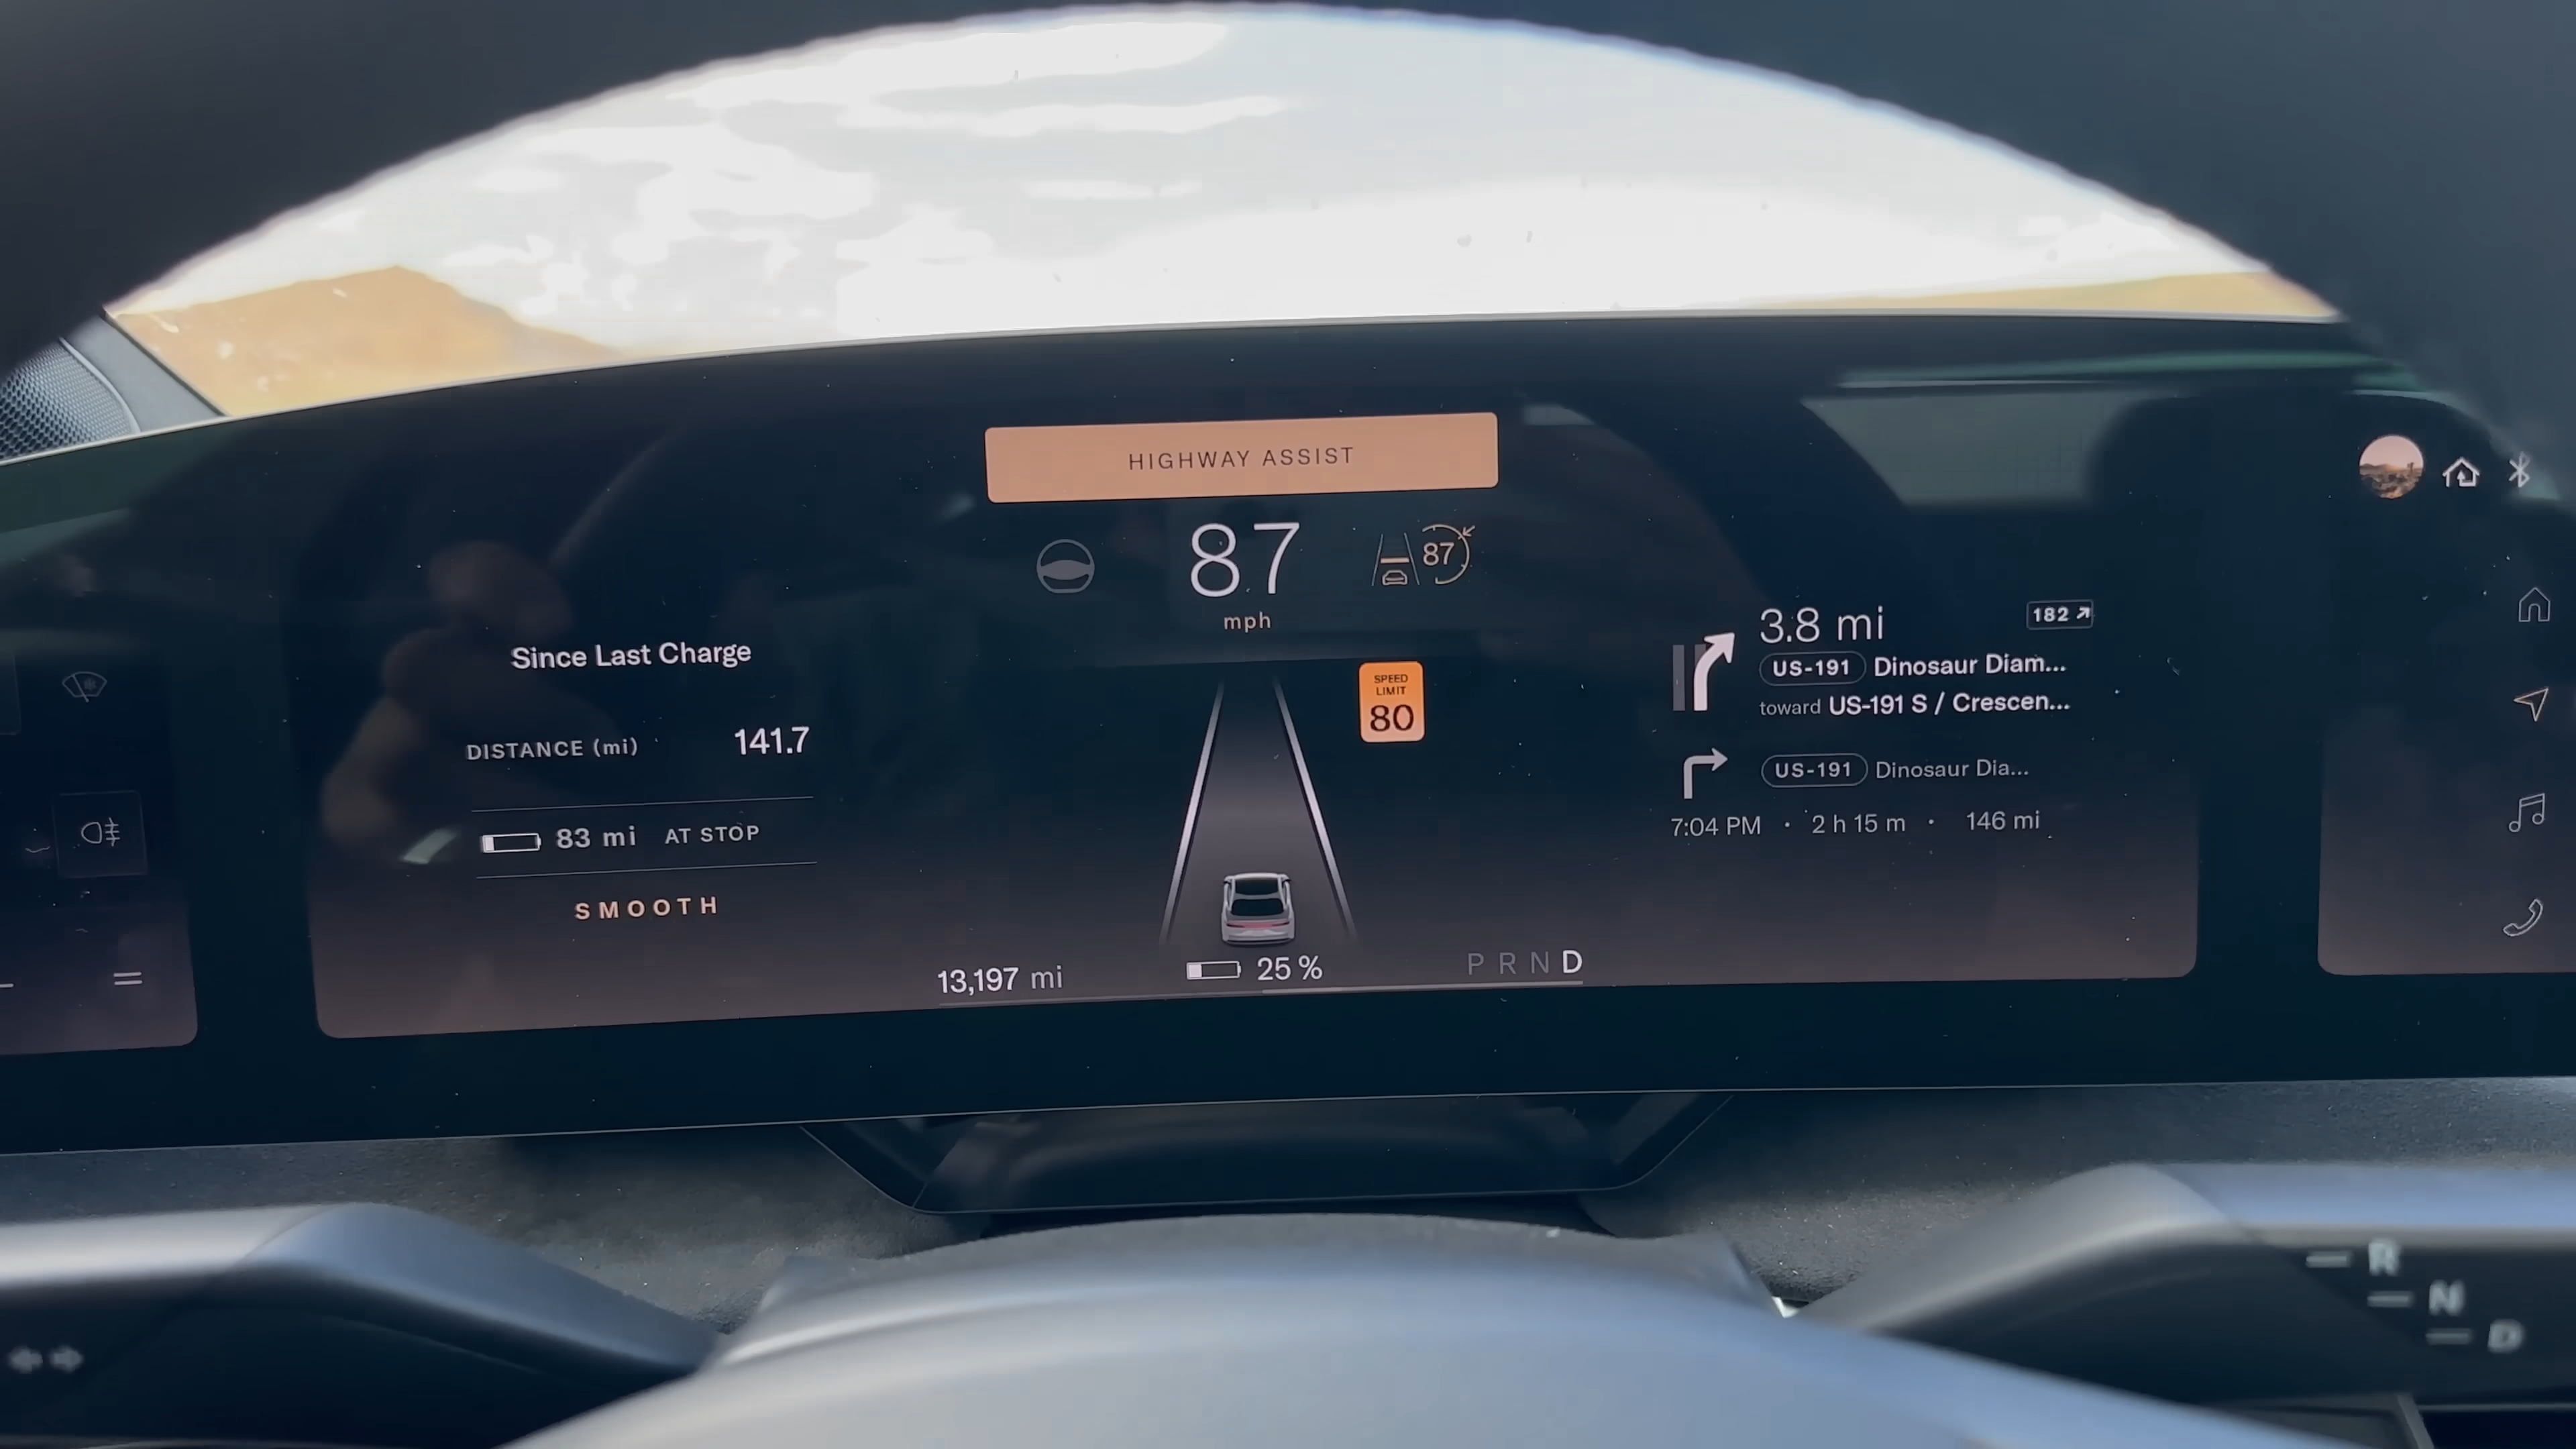 HIGHWAY ASSIST
87
mph
87
SPEED
LIMIT
80
Since Last Charge
DISTANCE (mi) 141.7
83 mi AT STOP
SMOOTH
13,197 mi
25 %
P R N D
3.8 mi
182
US-191 Dinosaur Diam...
toward US-191 S / Crescen...
US-191 Dinosaur Dia...
7:04 PM · 2 h 15 m · 146 mi
R
N
D